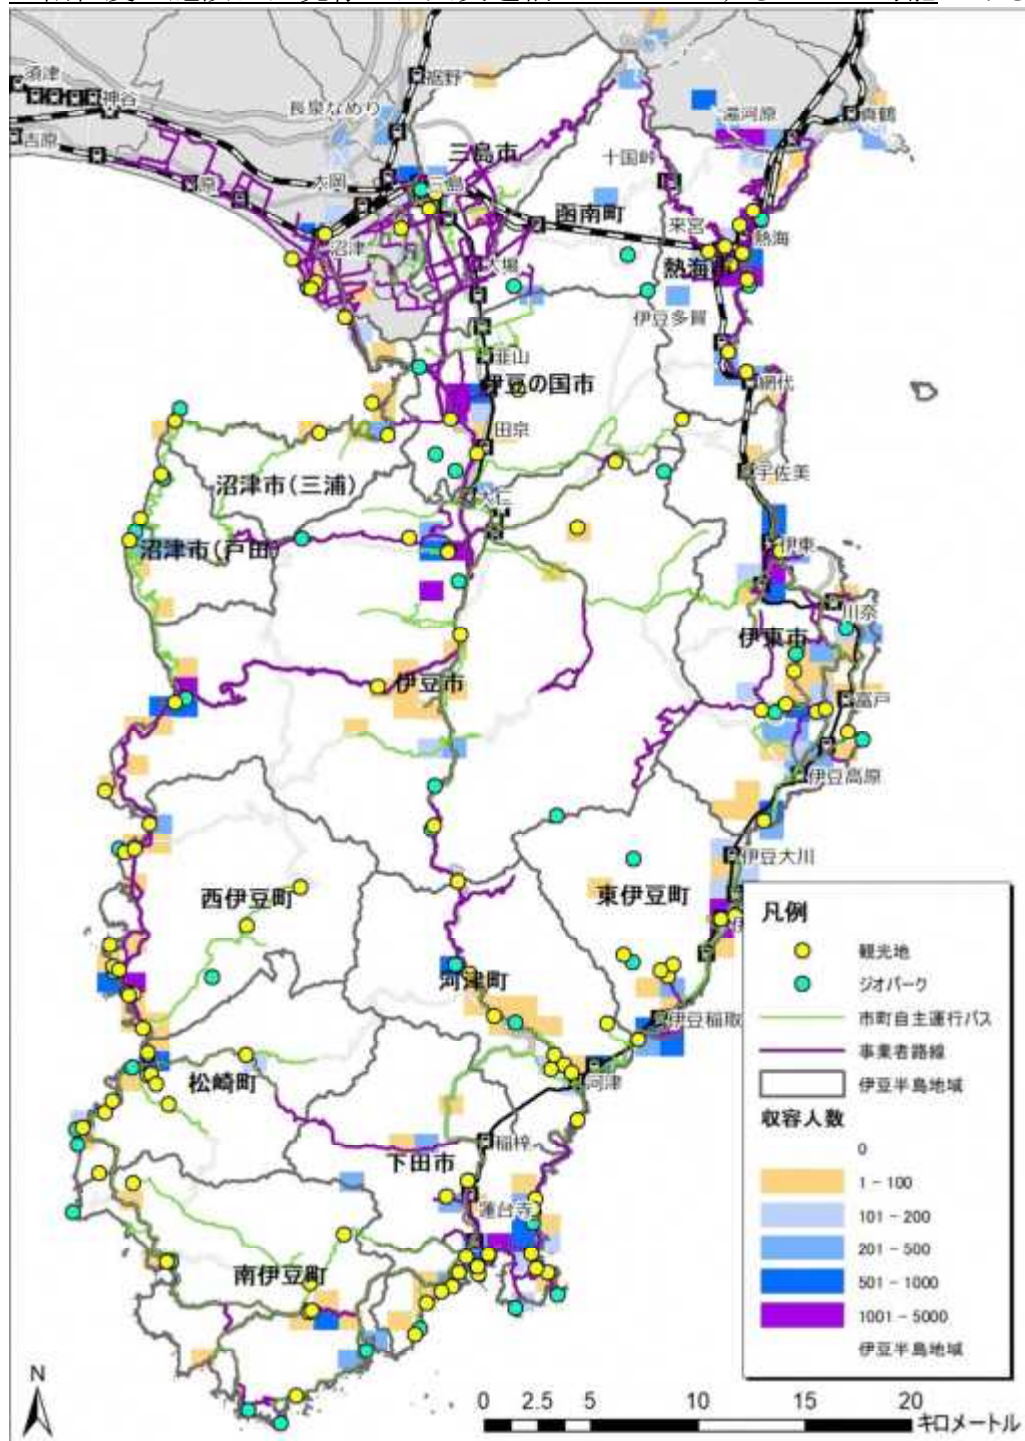 須津
神谷
裾野
長泉なめり
湯河原
真鶴
吉原
三島市
十国峠
原
大岡
三島
函南町
来宮
沼津
熱海
大場
熱海市
伊豆多賀
韮山
伊豆の国市
網代
田京
沼津市(三浦)
宇佐美
大仁
沼津市(戸田)
伊東
川奈
伊東市
伊豆市
富戸
伊豆高原
伊豆大川
西伊豆町
東伊豆町
凡例
観光地
河津町
ジオパーク
伊豆稲取
市町自主運行バス
事業者路線
松崎町
河津
伊豆半島地域
収容人数
0
稲梓
下田市
1 - 100
蓮台寺
101 - 200
201 - 500
南伊豆町
501 - 1000
1001 - 5000
伊豆半島地域
N
0 2.5 5 10 15 20
キロメートル